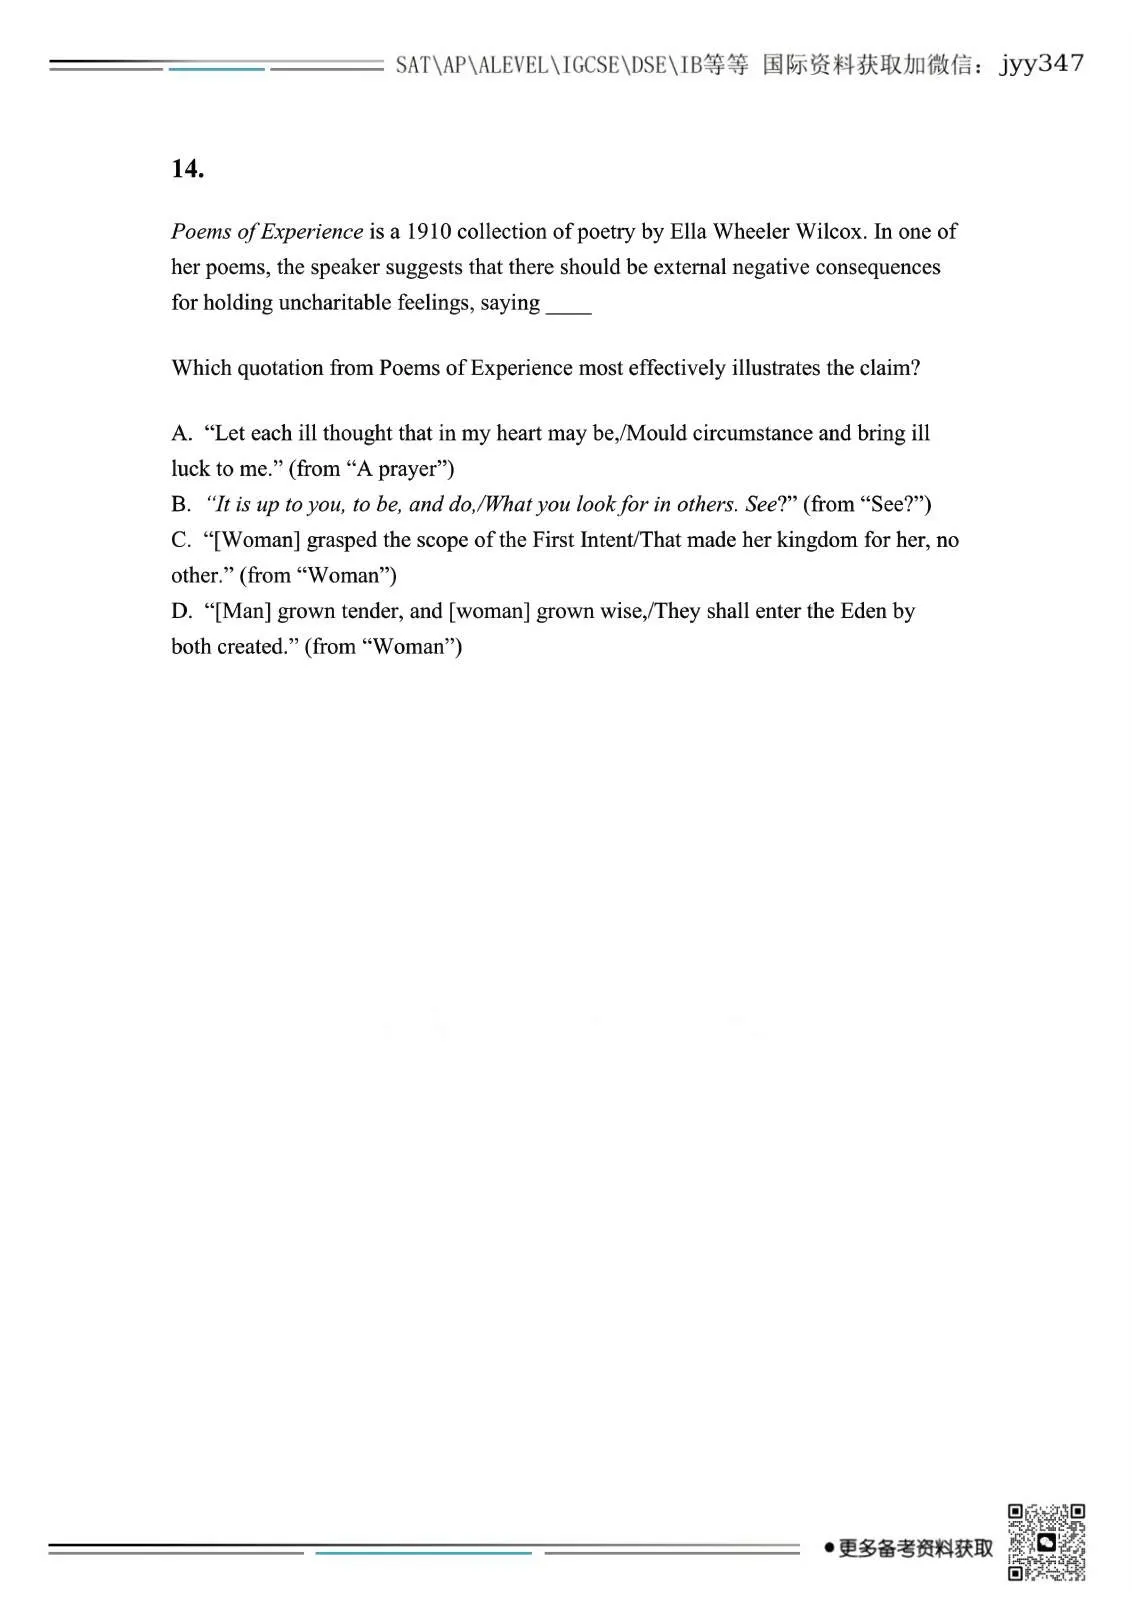 SAT\AP\ALEVEL\IGCSE\DSE\IB等等 国际资料获取加微信: jyy347
14.
Poems of Experience is a 1910 collection of poetry by Ella Wheeler Wilcox. In one of
her poems, the speaker suggests that there should be external negative consequences
for holding uncharitable feelings, saying ____
Which quotation from Poems of Experience most effectively illustrates the claim?
A. “Let each ill thought that in my heart may be,/Mould circumstance and bring ill
luck to me.” (from “A prayer”)
B. “It is up to you, to be, and do,/What you look for in others. See?” (from “See?”)
C. “[Woman] grasped the scope of the First Intent/That made her kingdom for her, no
other.” (from “Woman”)
D. “[Man] grown tender, and [woman] grown wise,/They shall enter the Eden by
both created.” (from “Woman”)
●更多备考资料获取